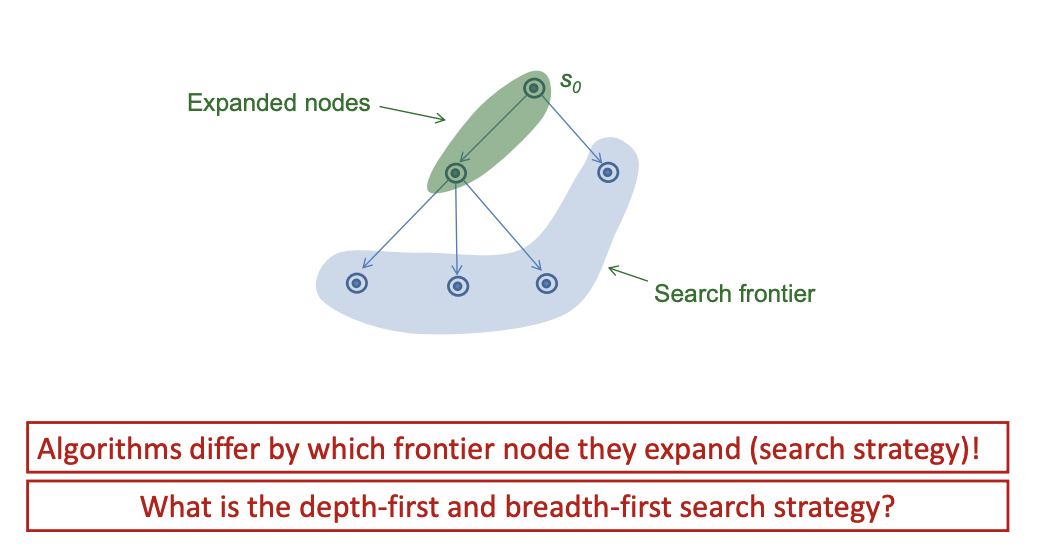 s0
Expanded nodes
Search frontier
Algorithms differ by which frontier node they expand (search strategy)!
What is the depth-first and breadth-first search strategy?